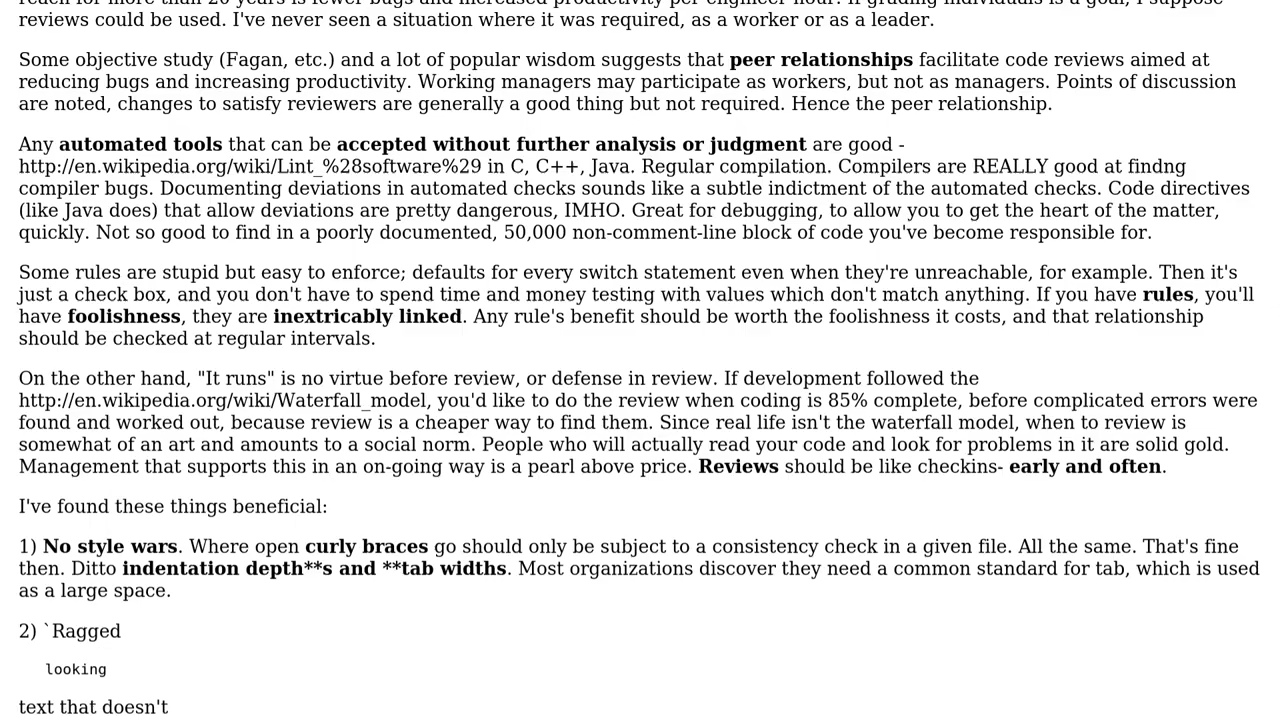 reviews could be used. I've never seen a situation where it was required, as a worker or as a leader.
Some objective study (Fagan, etc.) and a lot of popular wisdom suggests that peer relationships facilitate code reviews aimed at
reducing bugs and increasing productivity. Working managers may participate as workers, but not as managers. Points of discussion
are noted, changes to satisfy reviewers are generally a good thing but not required. Hence the peer relationship.
Any automated tools that can be accepted without further analysis or judgment are good -
http://en.wikipedia.org/wiki/Lint_%28software%29 in C, C++, Java. Regular compilation. Compilers are REALLY good at findng
compiler bugs. Documenting deviations in automated checks sounds like a subtle indictment of the automated checks. Code directives
(like Java does) that allow deviations are pretty dangerous, IMHO. Great for debugging, to allow you to get the heart of the matter,
quickly. Not so good to find in a poorly documented, 50,000 non-comment-line block of code you've become responsible for.
Some rules are stupid but easy to enforce; defaults for every switch statement even when they're unreachable, for example. Then it's
just a check box, and you don't have to spend time and money testing with values which don't match anything. If you have rules, you'll
have foolishness, they are inextricably linked. Any rule's benefit should be worth the foolishness it costs, and that relationship
should be checked at regular intervals.
On the other hand, "It runs" is no virtue before review, or defense in review. If development followed the
http://en.wikipedia.org/wiki/Waterfall_model, you'd like to do the review when coding is 85% complete, before complicated errors were
found and worked out, because review is a cheaper way to find them. Since real life isn't the waterfall model, when to review is
somewhat of an art and amounts to a social norm. People who will actually read your code and look for problems in it are solid gold.
Management that supports this in an on-going way is a pearl above price. Reviews should be like checkins- early and often.
I've found these things beneficial:
1) No style wars. Where open curly braces go should only be subject to a consistency check in a given file. All the same. That's fine
then. Ditto indentation depth**s and **tab widths. Most organizations discover they need a common standard for tab, which is used
as a large space.
2) `Ragged
looking
text that doesn't